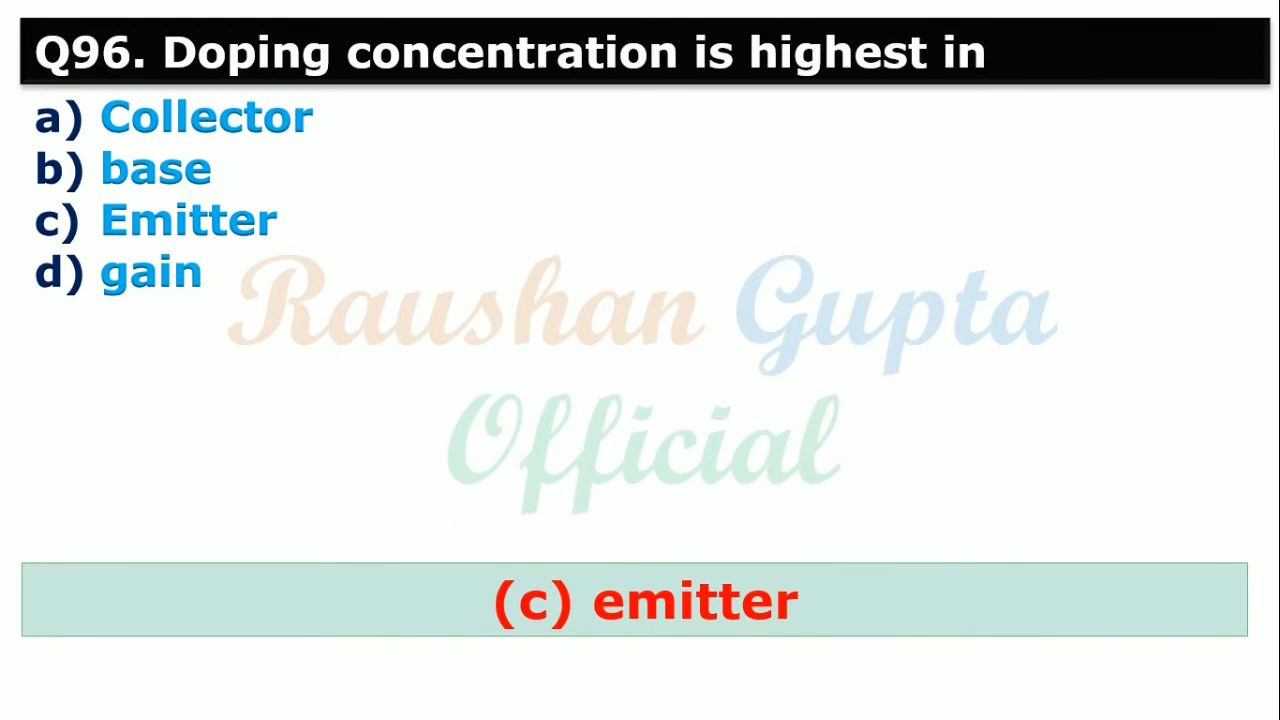 Q96. Doping concentration is highest in
a) Collector
b) base
c) Emitter
d) gain
Raushan Gupta
Official
(c) emitter